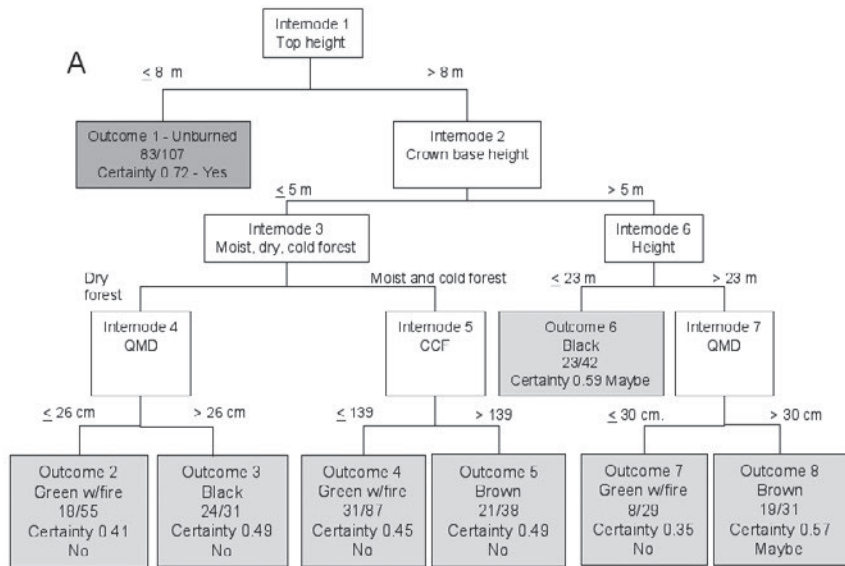 Internode 1
Top height
A
≤ 8 m
> 8 m
Outcome 1 - Unburned
83/107
Certainty 0.72 - Yes
Internode 2
Crown base height
≤ 5 m
> 5 m
Internode 3
Moist, dry, cold forest
Internode 6
Height
Dry
forest
Moist and cold forest
≤ 23 m
> 23 m
Internode 4
QMD
Internode 5
CCF
Outcome 6
Black
23/42
Certainty 0.59 Maybe
Internode 7
QMD
≤ 26 cm
> 26 cm
≤ 139
> 139
≤ 30 cm.
> 30 cm
Outcome 2
Green w/fire
18/55
Certainty 0.41
No
Outcome 3
Black
24/31
Certainty 0.49
No
Outcome 4
Green w/fire
31/87
Certainty 0.45
No
Outcome 5
Brown
21/38
Certainty 0.49
No
Outcome 7
Green w/fire
8/29
Certainty 0.35
No
Outcome 8
Brown
19/31
Certainty 0.57
Maybe